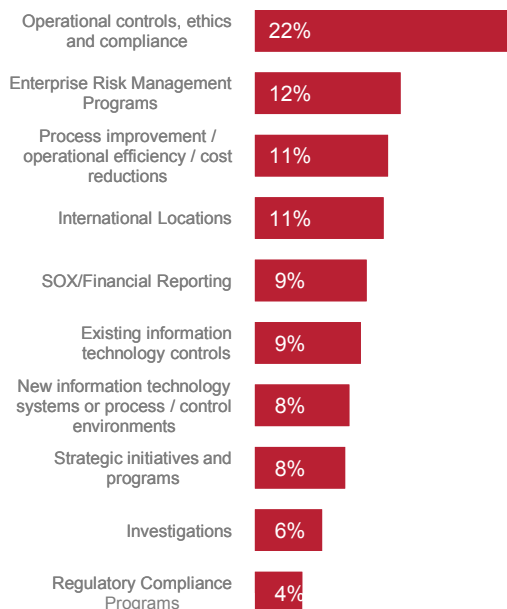 Operational controls, ethics
and compliance
22%
Enterprise Risk Management
Programs
12%
Process improvement /
operational efficiency / cost
reductions
11%
International Locations
11%
SOX/Financial Reporting
9%
Existing information
technology controls
9%
New information technology
systems or process / control
environments
8%
Strategic initiatives and
programs
8%
Investigations
6%
Regulatory Compliance
Programs
4%